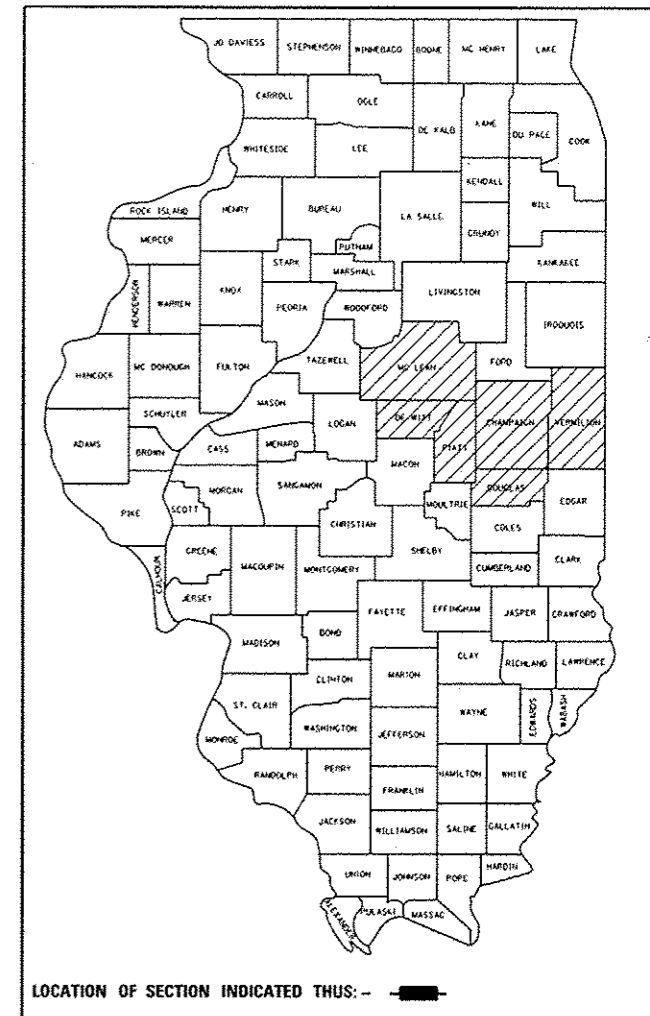 JO DAVIESS STEPHENSON WINNEBAGO BOONE MC HENRY LAKE
CARROLL OGLE DE KALB KANE DU PAGE COOK
WHITESIDE LEE KENDALL WILL
ROCK ISLAND HENRY BUREAU LA SALLE GRUNDY
MERCER PUTNAM KANKAKEE
STARK MARSHALL
HENDERSON WARREN KNOX PEORIA WOODFORD LIVINGSTON IROQUOIS
HANCOCK MC DONOUGH FULTON TAZEWELL MC LEAN FORD
SCHUYLER MASON LOGAN DE WITT CHAMPAIGN VERMILION
ADAMS BROWN CASS MENARD MACON PIATT
PIKE SCOTT MORGAN SANGAMON MOULTRIE DOUGLAS EDGAR
CHRISTIAN COLES
CALHOUN GREENE MACOUPIN MONTGOMERY SHELBY CUMBERLAND CLARK
JERSEY FAYETTE EFFINGHAM JASPER CRAWFORD
MADISON BOND CLAY RICHLAND LAWRENCE
CLINTON MARION
ST. CLAIR WAYNE EDWARDS WABASH
MONROE WASHINGTON JEFFERSON
RANDOLPH PERRY HAMILTON WHITE
FRANKLIN
JACKSON WILLIAMSON SALINE GALLATIN
UNION JOHNSON POPE HARDIN
ALEXANDER PULASKI MASSAC
LOCATION OF SECTION INDICATED THUS: -